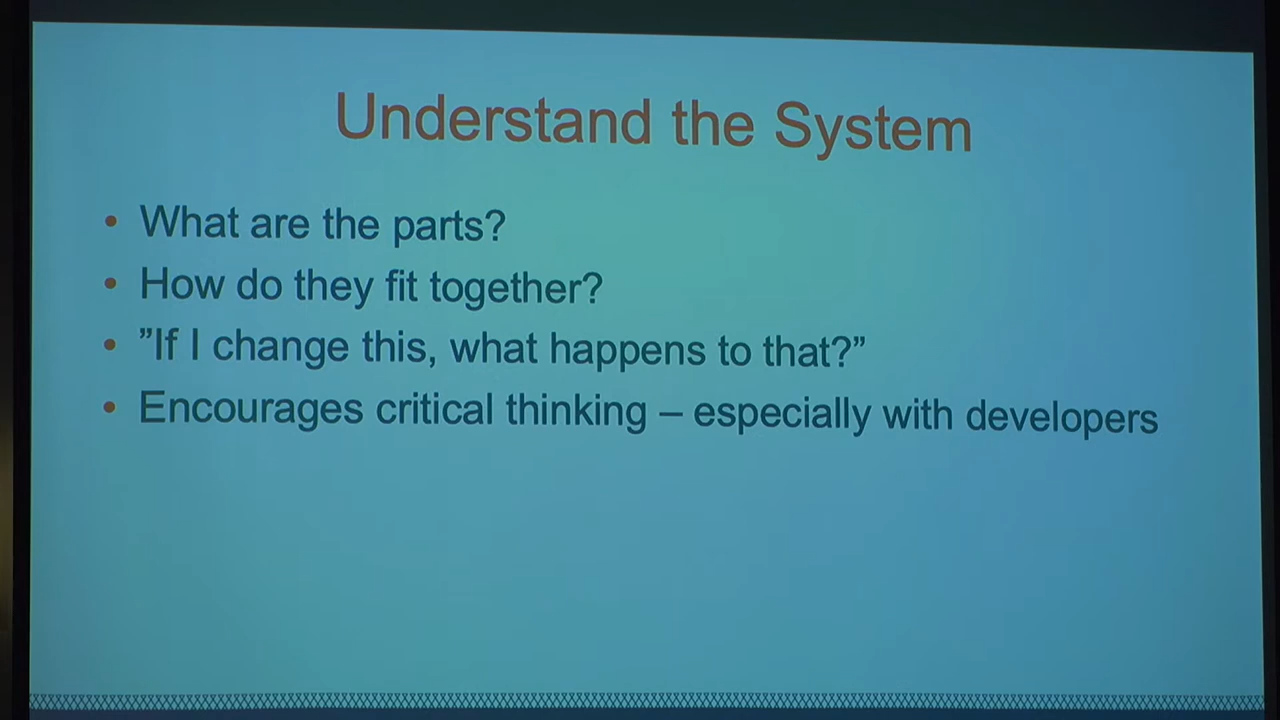 Understand the System
• What are the parts?
• How do they fit together?
• ”If I change this, what happens to that?”
• Encourages critical thinking – especially with developers